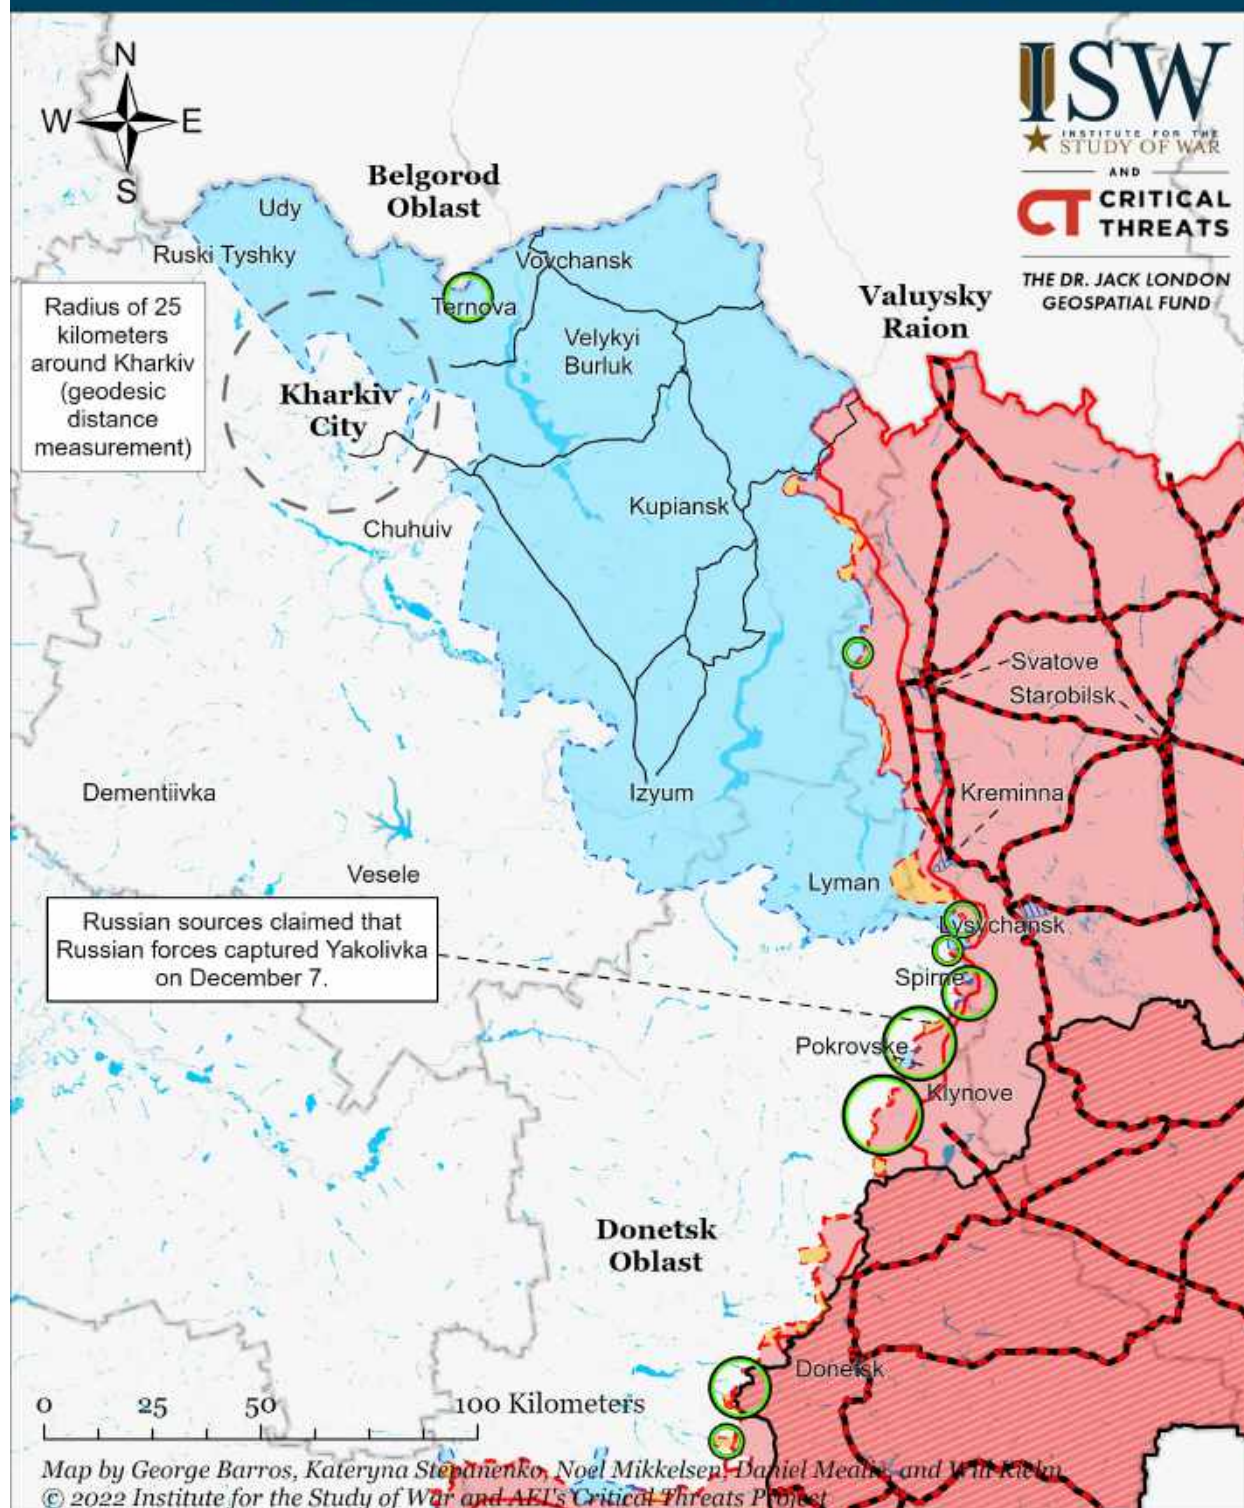 N
W
E
S
ISW
INSTITUTE FOR THE
STUDY OF WAR
AND
CT CRITICAL
THREATS
THE DR. JACK LONDON
GEOSPATIAL FUND
Belgorod
Oblast
Udy
Ruski Tyshky
Vovchansk
Ternova
Valuysky
Raion
Radius of 25
kilometers
around Kharkiv
(geodesic
distance
measurement)
Velykyi
Burluk
Kharkiv
City
Kupiansk
Chuhuiv
Svatove
Starobilsk
Dementiivka
Izyum
Kreminna
Vesele
Lyman
Russian sources claimed that
Russian forces captured Yakolivka
on December 7.
Lysychansk
Spirne
Pokrovske
Klynove
Donetsk
Oblast
Donetsk
0 25 50 100 Kilometers
Map by George Barros, Kateryna Stepanenko, Noel Mikkelsen, Daniel Mealie, and Will Kielm
© 2022 Institute for the Study of War and AEI's Critical Threats Project